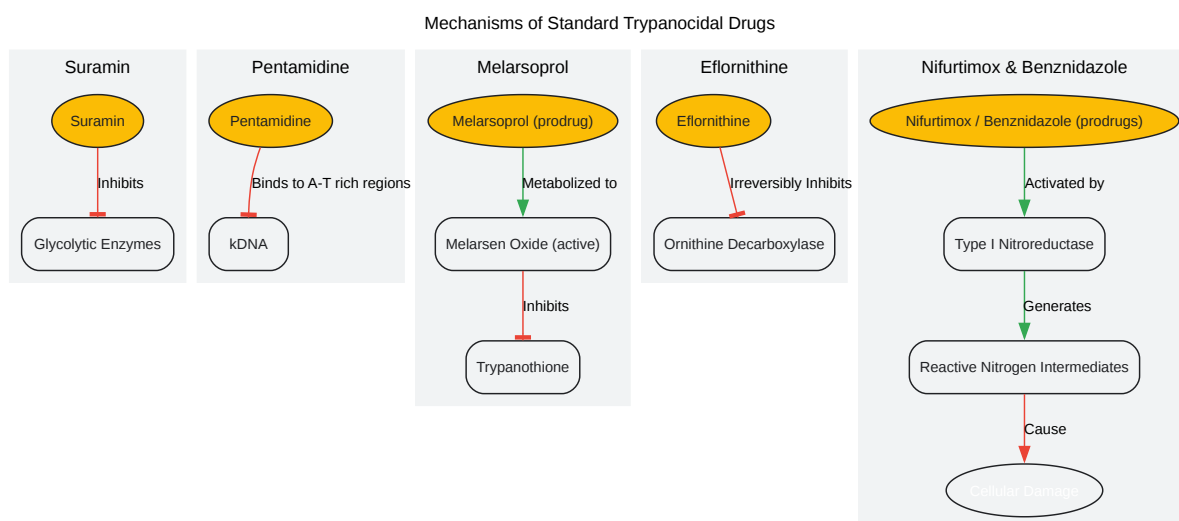 Mechanisms of Standard Trypanocidal Drugs
Suramin
Suramin
Inhibits
Glycolytic Enzymes
Pentamidine
Pentamidine
Binds to A-T rich regions
kDNA
Melarsoprol
Melarsoprol (prodrug)
Metabolized to
Melarsen Oxide (active)
Inhibits
Trypanothione
Eflornithine
Eflornithine
Irreversibly Inhibits
Ornithine Decarboxylase
Nifurtimox & Benznidazole
Nifurtimox / Benznidazole (prodrugs)
Activated by
Type I Nitroreductase
Generates
Reactive Nitrogen Intermediates
Cause
Cellular Damage